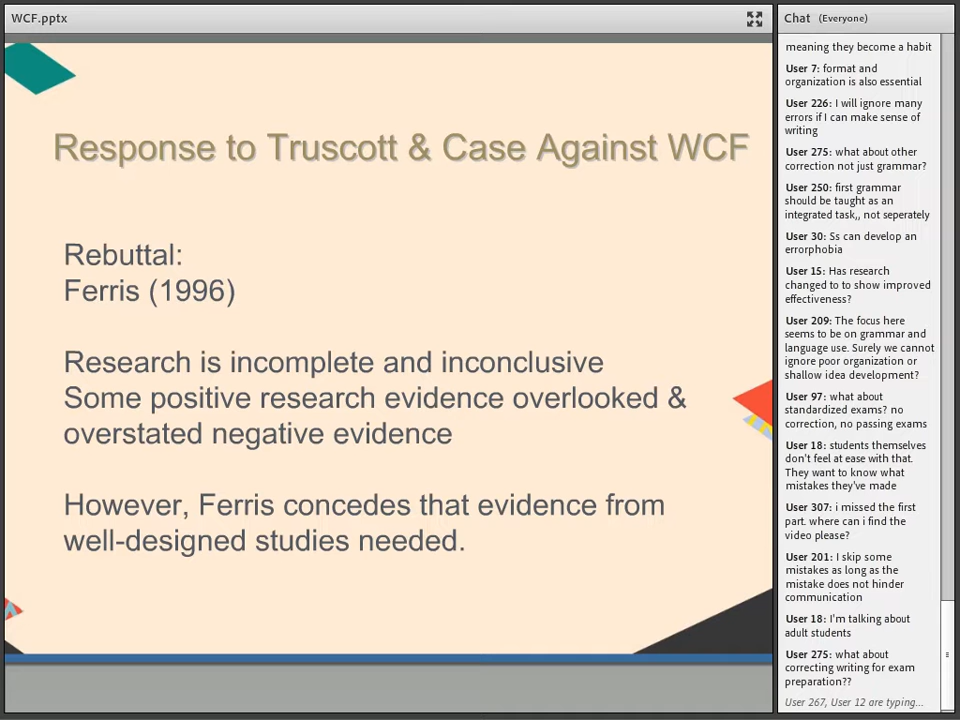 WCF.pptx
Response to Truscott & Case Against WCF
Rebuttal:
Ferris (1996)
Research is incomplete and inconclusive
Some positive research evidence overlooked &
overstated negative evidence
However, Ferris concedes that evidence from
well-designed studies needed.
Chat (Everyone)
meaning they become a habit
User 7: format and
organization is also essential
User 226: I will ignore many
errors if I can make sense of
writing
User 275: what about other
correction not just grammar?
User 250: first grammar
should be taught as an
integrated task,, not seperately
User 30: Ss can develop an
errorphobia
User 15: Has research
changed to to show improved
effectiveness?
User 209: The focus here
seems to be on grammar and
language use. Surely we cannot
ignore poor organization or
shallow idea development?
User 97: what about
standardized exams? no
correction, no passing exams
User 18: students themselves
don't feel at ease with that.
They want to know what
mistakes they've made
User 307: i missed the first
part. where can i find the
video please?
User 201: I skip some
mistakes as long as the
mistake does not hinder
communication
User 18: I'm talking about
adult students
User 275: what about
correcting writing for exam
preparation??
User 267, User 12 are typing...